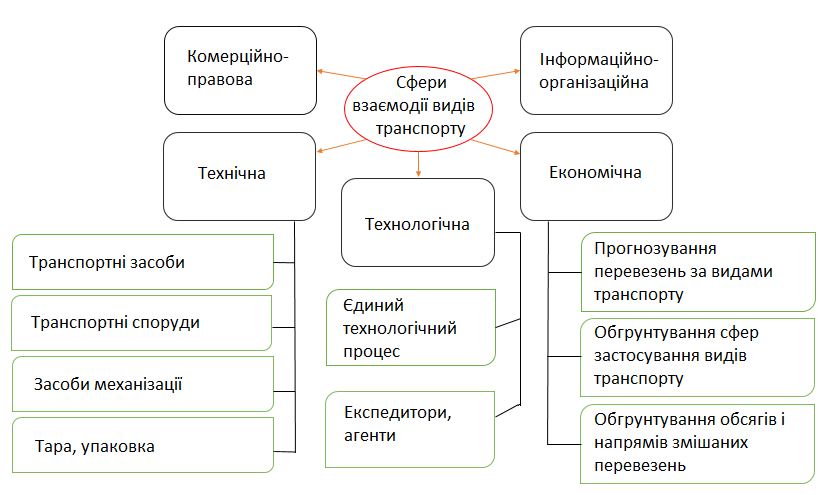 Комерційно-
правова
Сфери
взаємодії видів
транспорту
Інформаційно-
організаційна
Технічна
Технологічна
Економічна
Транспортні засоби
Транспортні споруди
Засоби механізації
Тара, упаковка
Єдиний
технологічний
процес
Експедитори,
агенти
Прогнозування
перевезень за видами
транспорту
Обгрунтування сфер
застосування видів
транспорту
Обгрунтування обсягів і
напрямів змішаних
перевезень